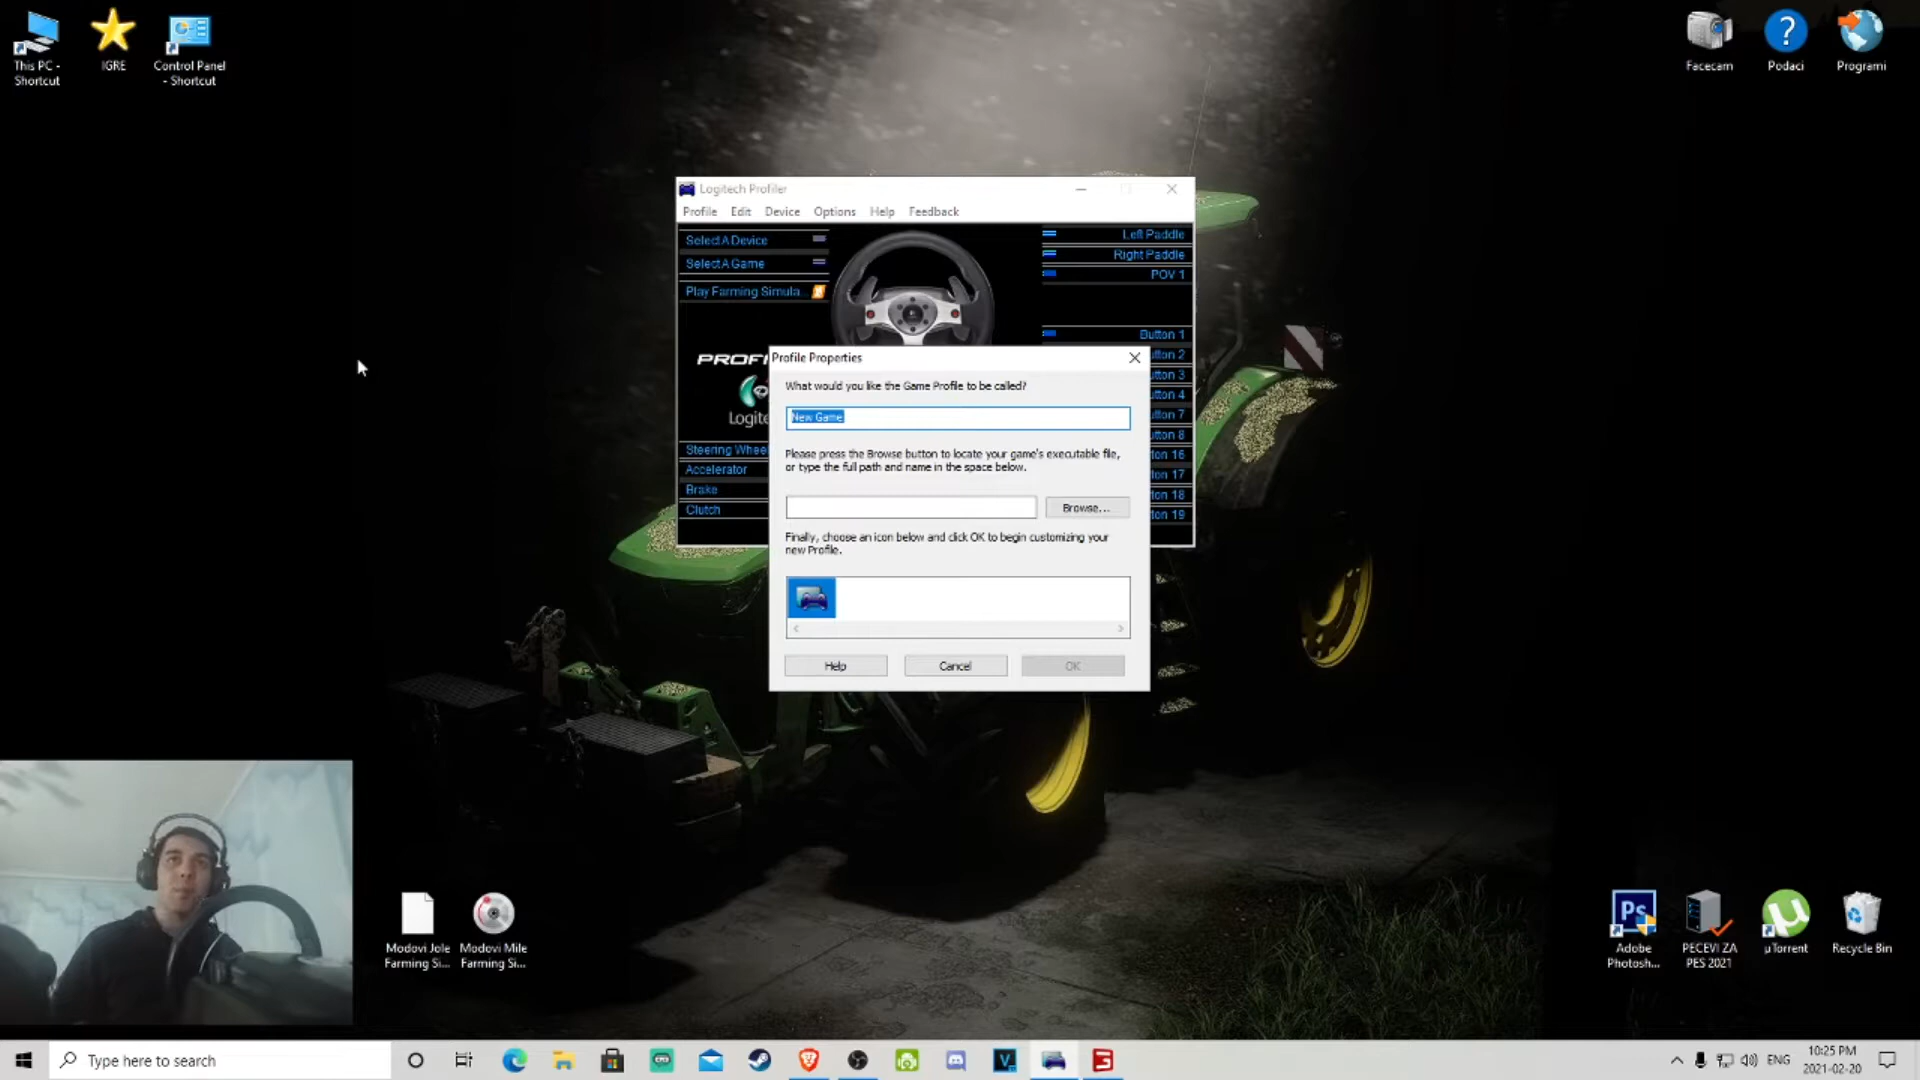 This PC -
Shortcut
IGRE
Control Panel
- Shortcut
Facecam
Podaci
Programi
Logitech Profiler
Profile Edit Device Options Help Feedback
Select A Device
Select A Game
Play Farming Simula...
Left Paddle
Right Paddle
POV 1
Button 1
Steering Wheel
Accelerator
Brake
Clutch
Profile Properties
What would you like the Game Profile to be called?
New Game
Please press the Browse button to locate your game's executable file,
or type the full path and name in the space below.
Browse...
Finally, choose an icon below and click OK to begin customizing your
new Profile.
Help
Cancel
OK
Modovi Jole
Farming Si...
Modovi Mile
Farming Si...
Adobe
Photosh...
PECEVI ZA
PES 2021
µTorrent
Recycle Bin
Type here to search
ENG
10:25 PM
2021-02-20